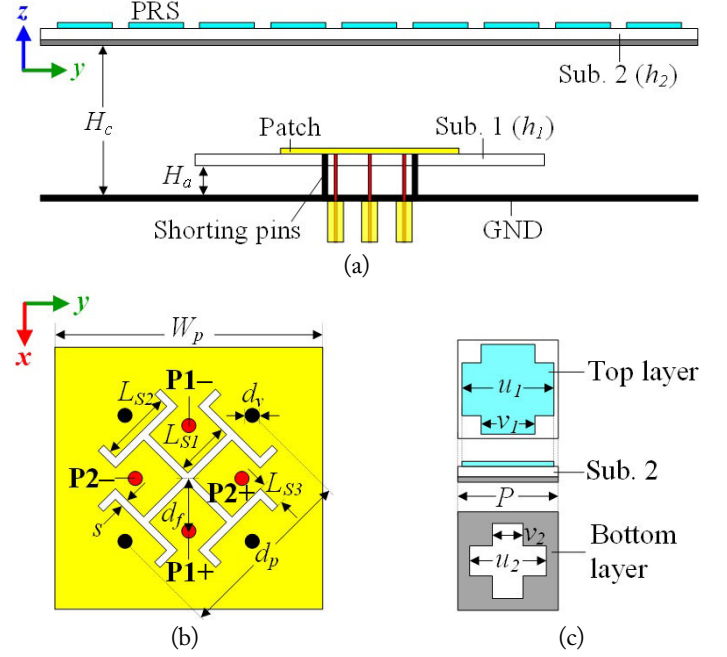 z
PRS
y
Sub. 2 (h2)
Hc
Patch
Sub. 1 (h1)
Ha
Shorting pins
GND
(a)
y
x
Wp
P1−
LS2
dv
LS1
P2−
P2+
LS3
s
df
P1+
dp
(b)
u1
Top layer
v1
Sub. 2
P
v2
Bottom
u2
layer
(c)